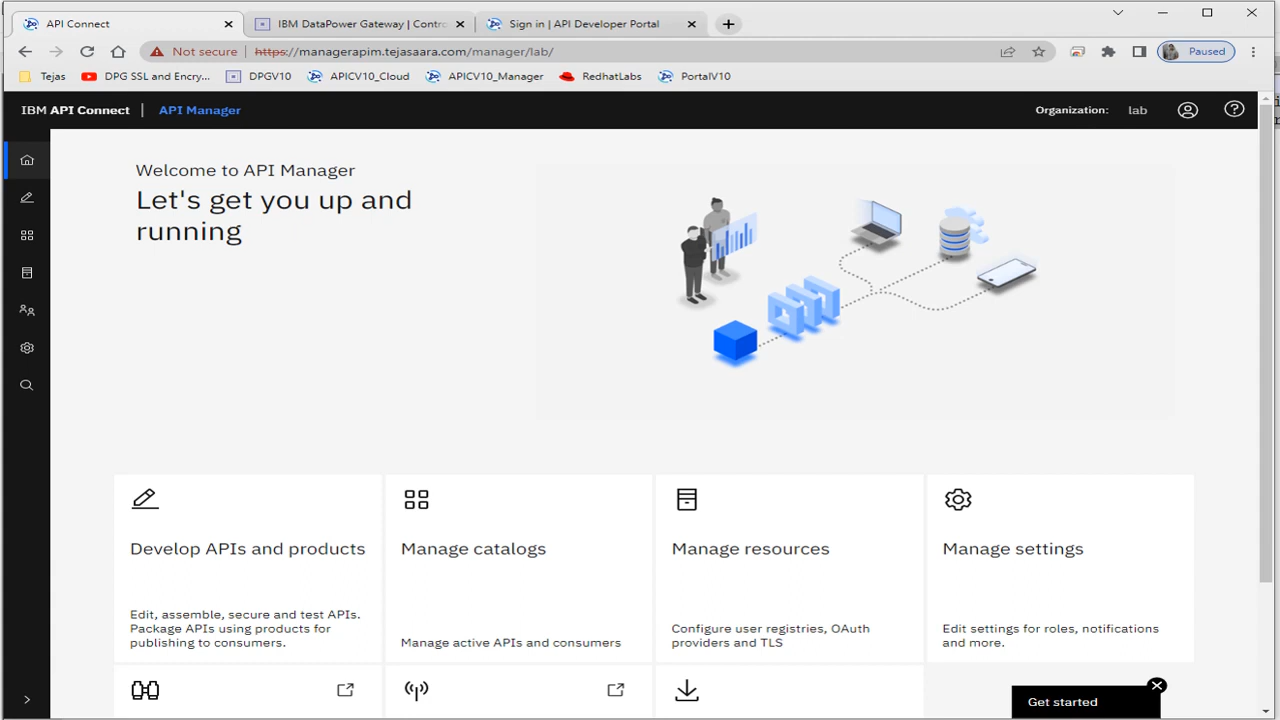 API Connect
IBM DataPower Gateway | Contro
Sign in | API Developer Portal
Not secure
https://managerapim.tejasaara.com/manager/lab/
Paused
Tejas
DPG SSL and Encry...
DPGV10
APICV10_Cloud
APICV10_Manager
RedhatLabs
PortalV10
IBM API Connect
API Manager
Organization:
lab
Welcome to API Manager
Let's get you up and
running
Develop APIs and products
Edit, assemble, secure and test APIs.
Package APIs using products for
publishing to consumers.
Manage catalogs
Manage active APIs and consumers
Manage resources
Configure user registries, OAuth
providers and TLS
Manage settings
Edit settings for roles, notifications
and more.
Get started